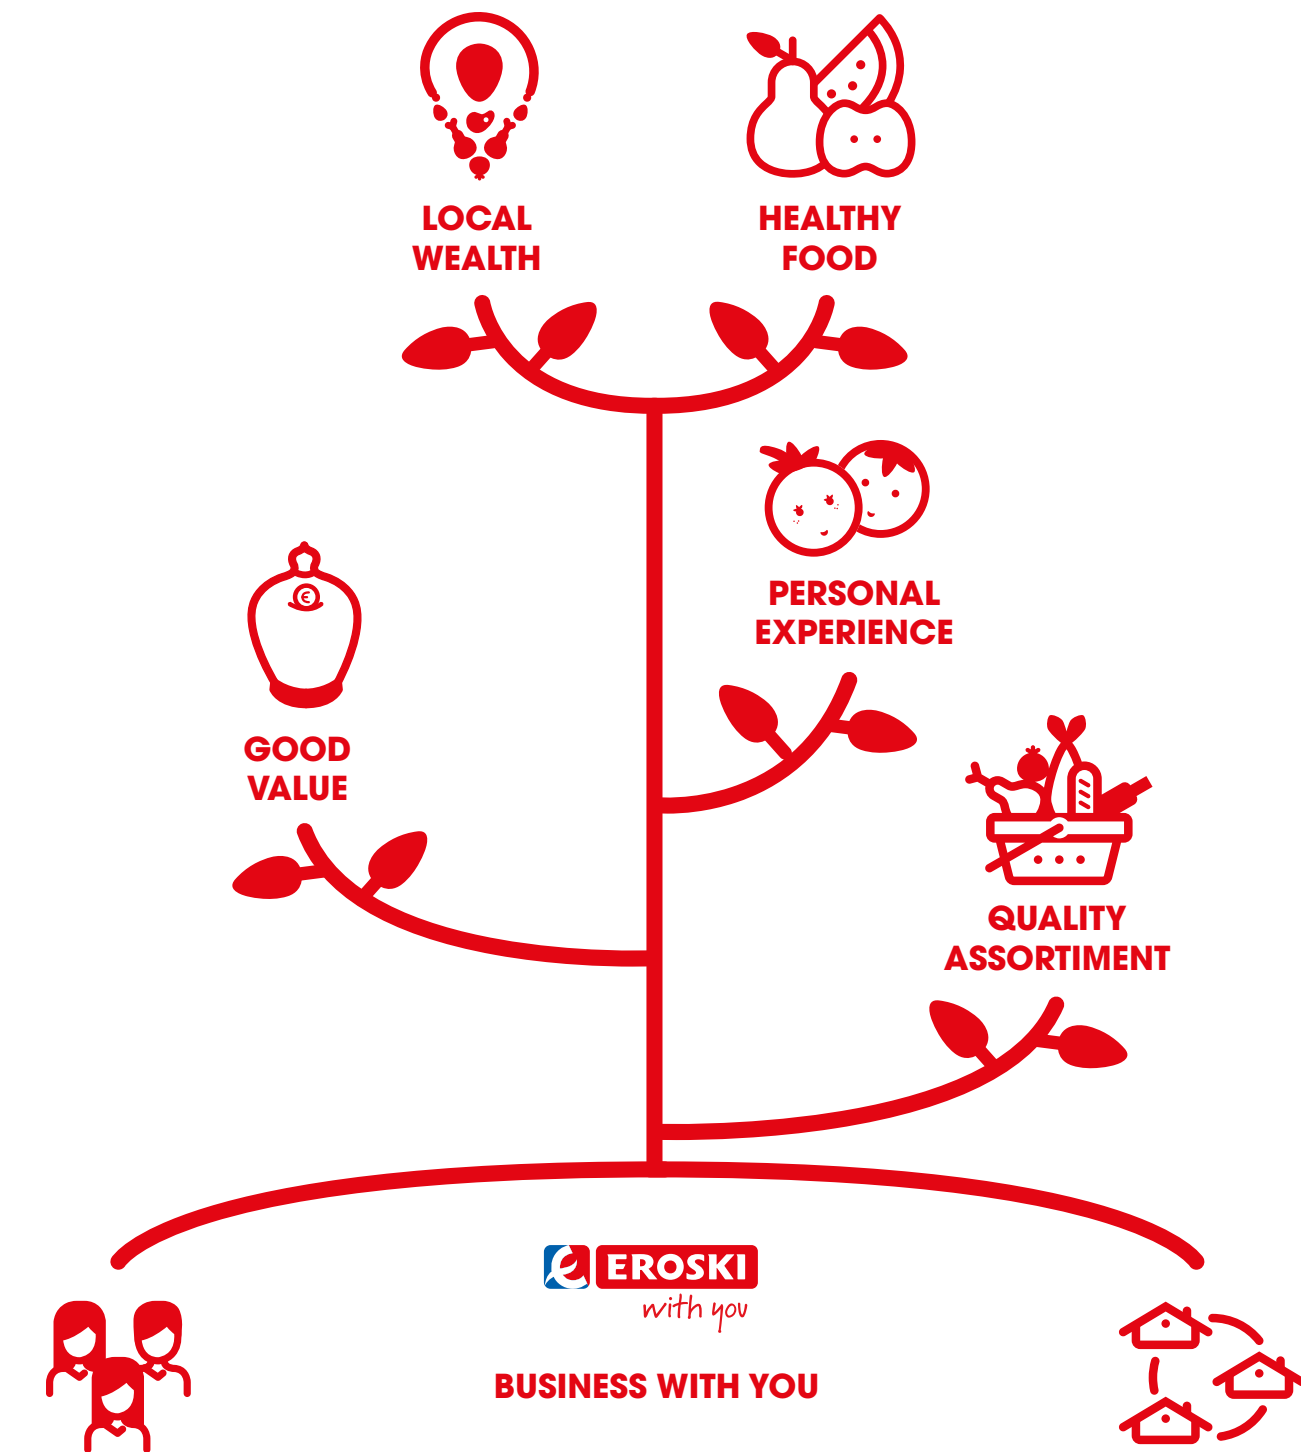 LOCAL
WEALTH
HEALTHY
FOOD
PERSONAL
EXPERIENCE
GOOD
VALUE
QUALITY
ASSORTIMENT
EROSKI
with you
BUSINESS WITH YOU